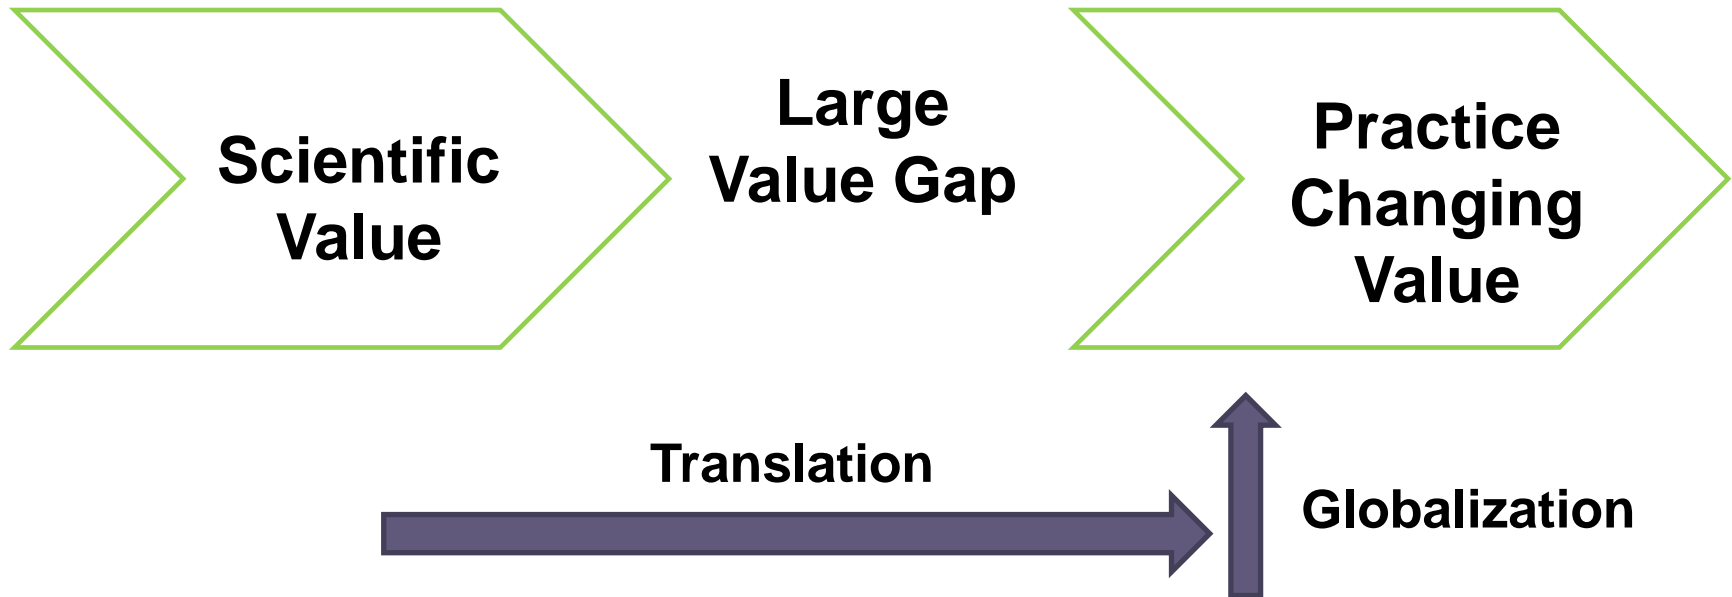 Scientific
Value
Large
Value Gap
Practice
Changing
Value
Translation
Globalization